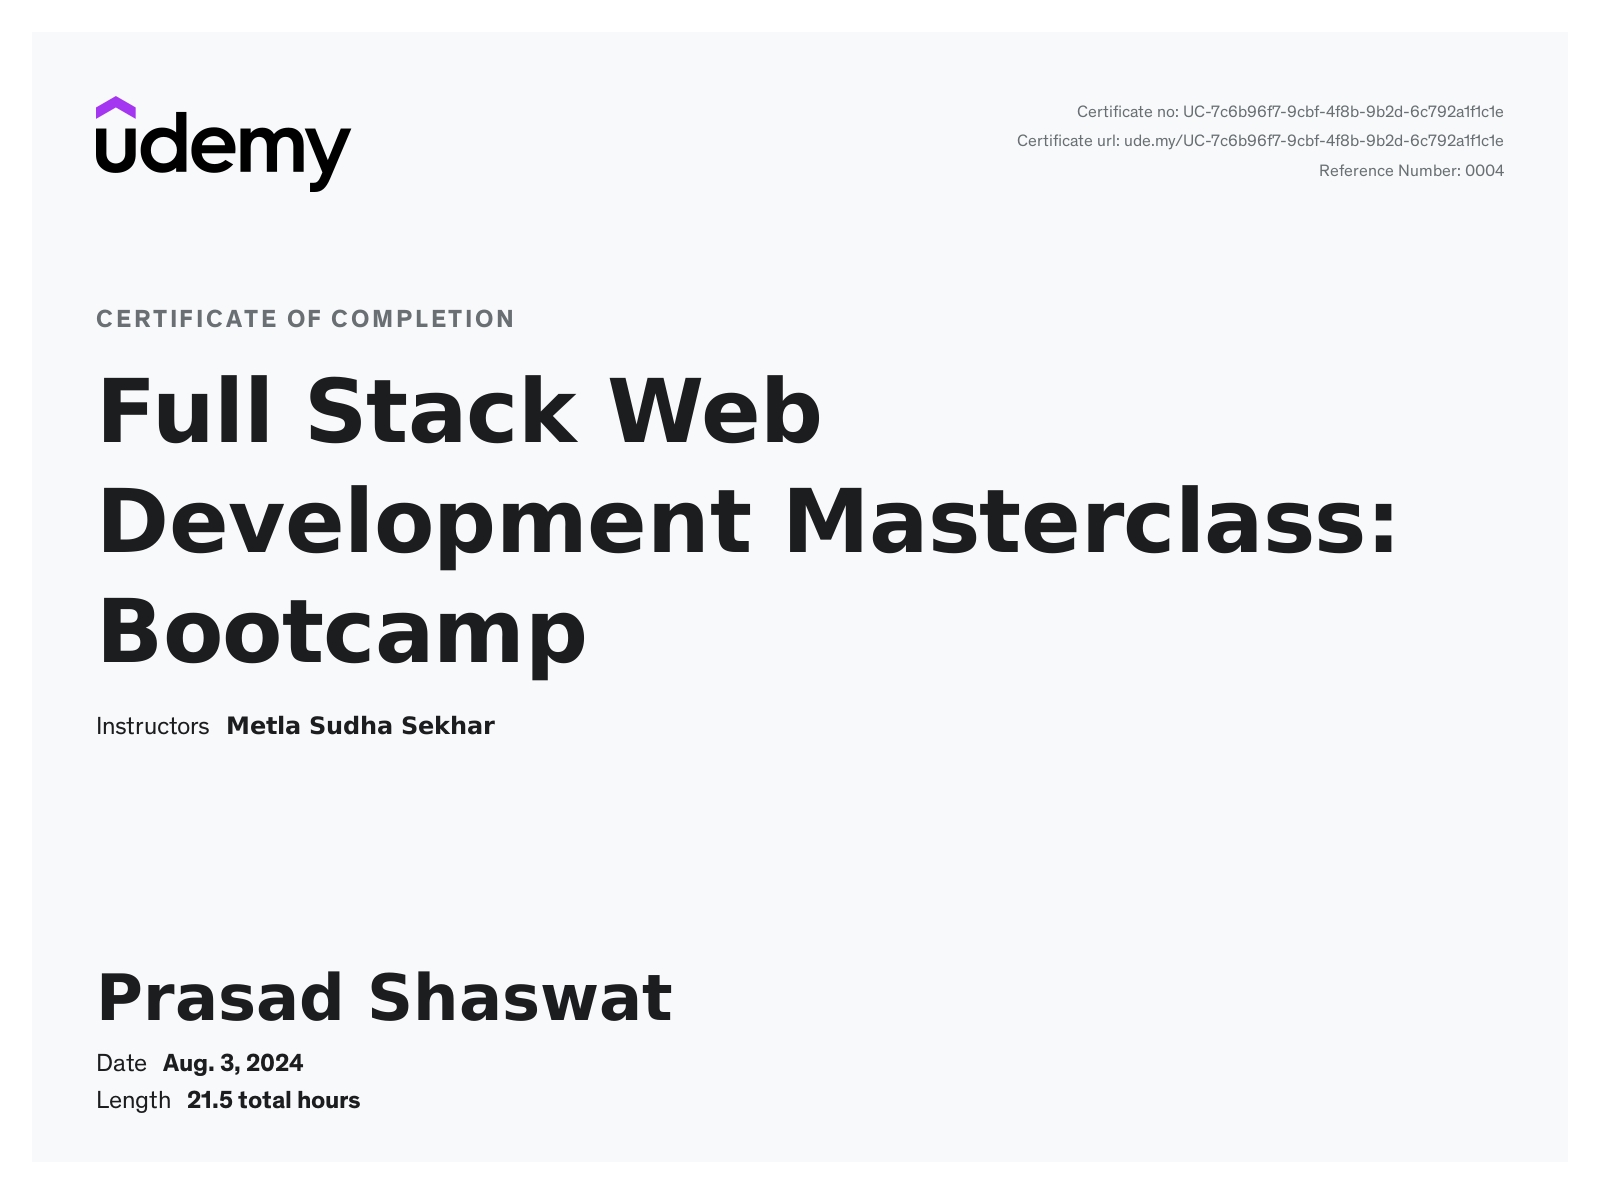 udemy
Certificate no: UC-7c6b96f7-9cbf-4f8b-9b2d-6c792a1f1c1e
Certificate url: ude.my/UC-7c6b96f7-9cbf-4f8b-9b2d-6c792a1f1c1e
Reference Number: 0004
CERTIFICATE OF COMPLETION
Full Stack Web
Development Masterclass:
Bootcamp
Instructors Metla Sudha Sekhar
Prasad Shaswat
Date Aug. 3, 2024
Length 21.5 total hours